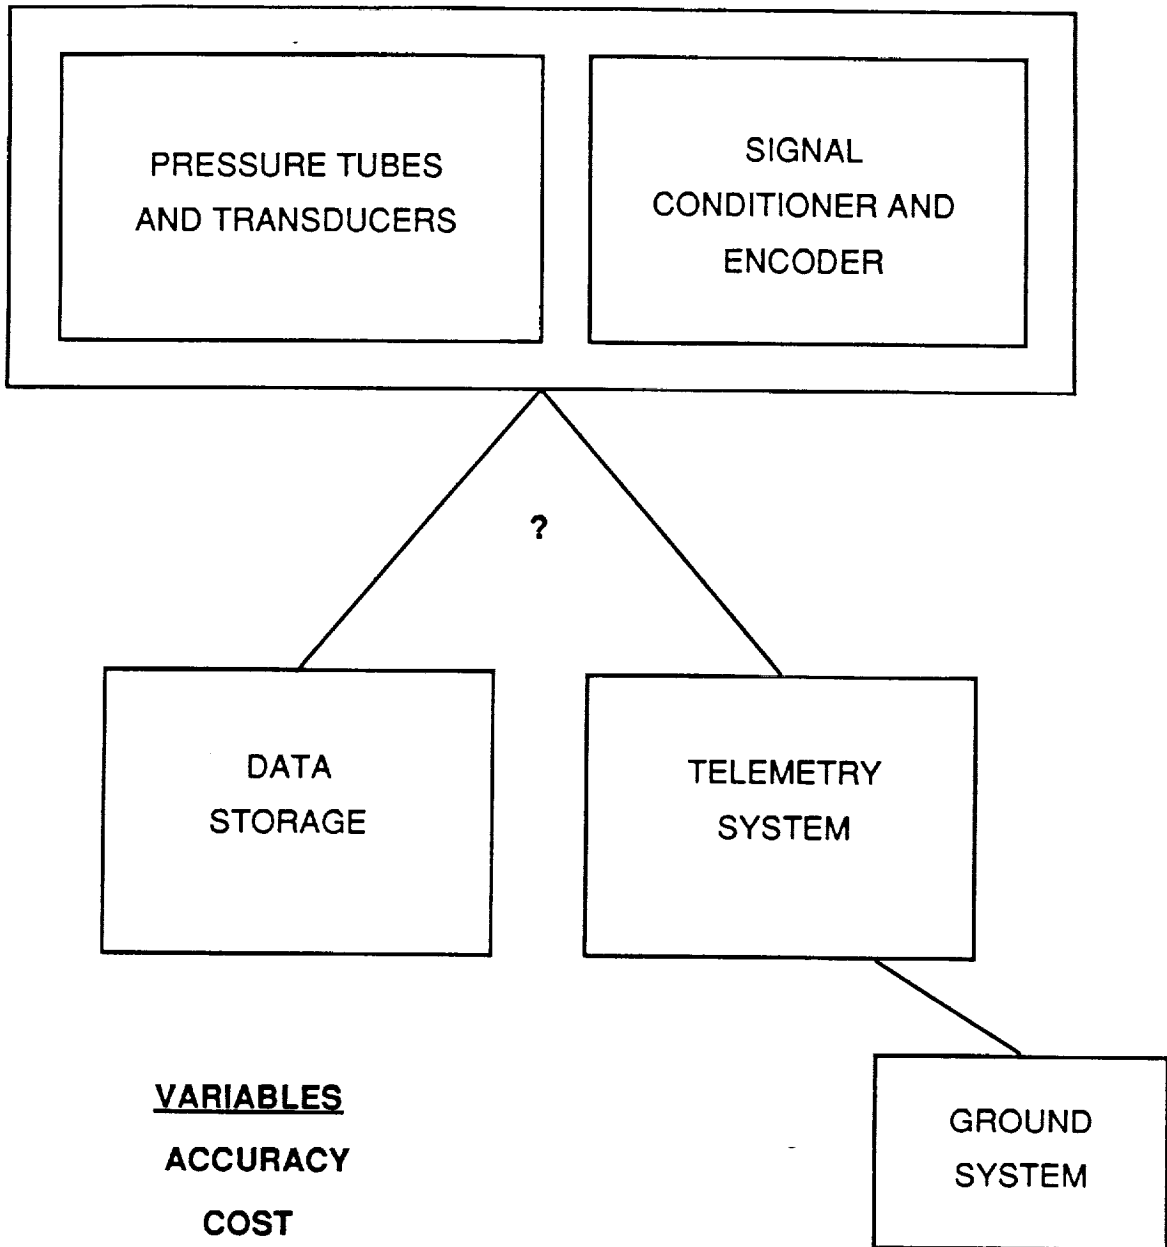 PRESSURE TUBES
AND TRANSDUCERS
SIGNAL
CONDITIONER AND
ENCODER
?
DATA
STORAGE
TELEMETRY
SYSTEM
GROUND
SYSTEM
VARIABLES
ACCURACY
COST